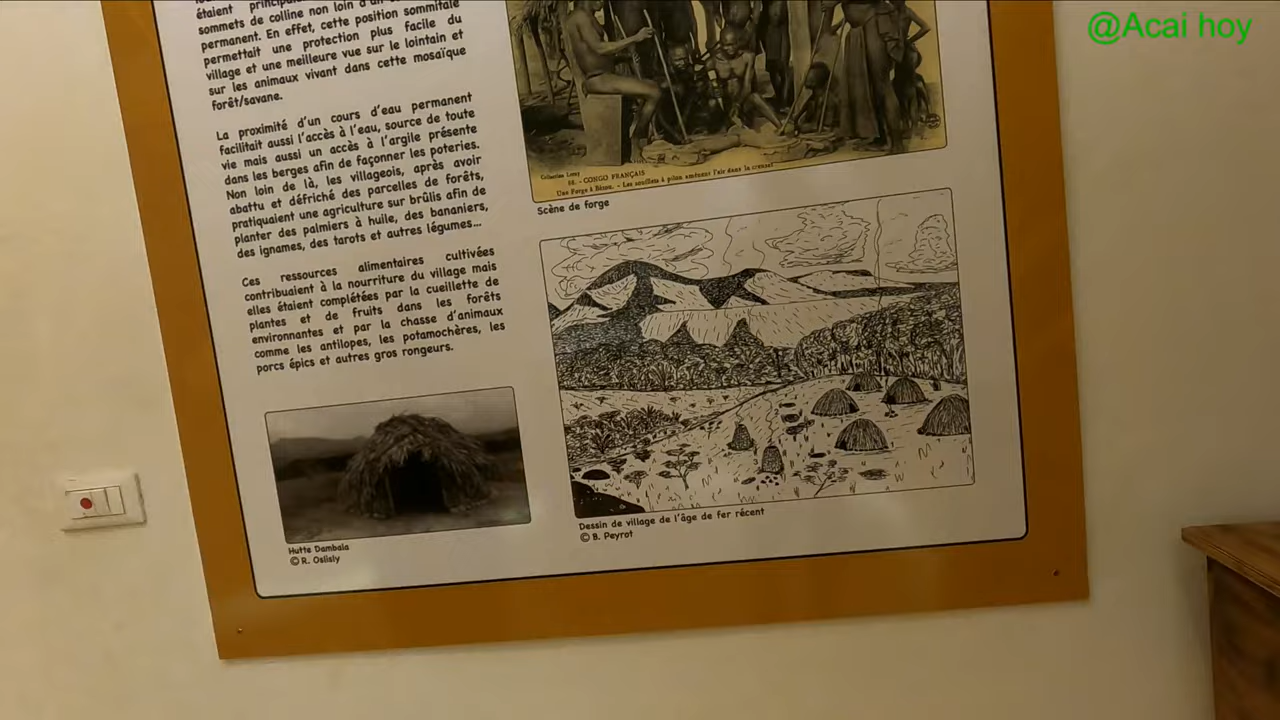 @Acai hoy
étaient
sommets de colline non loin d'un
permanent. En effet, cette position sommitale
permettait une protection plus facile du
village et une meilleure vue sur le lointain et
sur les animaux vivant dans cette mosaïque
forêt/savane.
La proximité d'un cours d'eau permanent
facilitait aussi l'accès à l'eau, source de toute
vie mais aussi un accès à l'argile présente
dans les berges afin de façonner les poteries.
Non loin de là, les villageois, après avoir
abattu et défriché des parcelles de forêts,
pratiquaient une agriculture sur brûlis afin de
planter des palmiers à huile, des bananiers,
des ignames, des tarots et autres légumes...
Ces ressources alimentaires cultivées
contribuaient à la nourriture du village mais
elles étaient complétées par la cueillette de
plantes et de fruits dans les forêts
environnantes et par la chasse d'animaux
comme les antilopes, les potamochères, les
porcs épics et autres gros rongeurs.
Hutte Dambala
© R. Oslisly
Collection Leray
- CONGO FRANÇAIS
Une Forge à Bézou. - Les soufflets à piton amènent l'air dans le creuset
Scène de forge
Dessin de village de l'âge de fer récent
© B. Peyrot